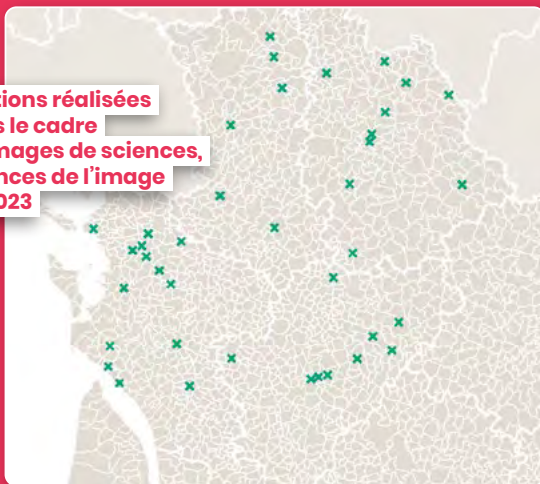 tions réalisées
s le cadre
mages de sciences,
nces de l'image
023